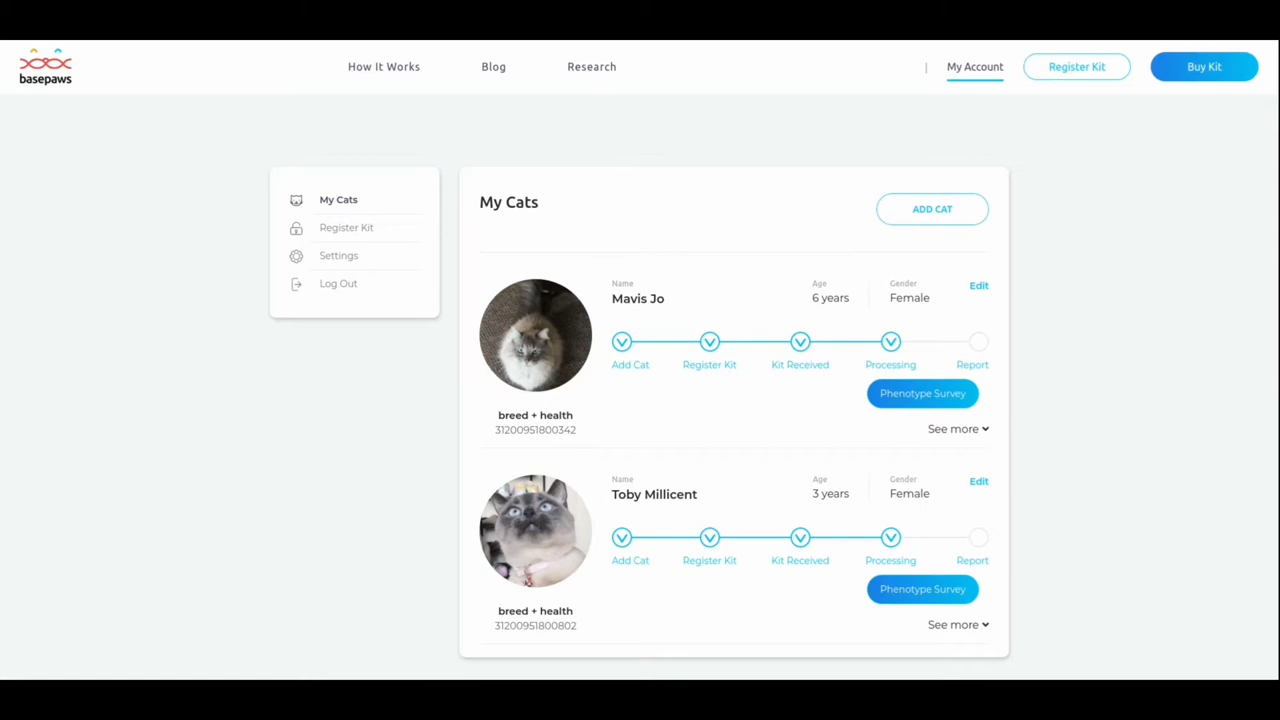 basepaws
How It Works
Blog
Research
|
My Account
Register Kit
Buy Kit
My Cats
Register Kit
Settings
Log Out
My Cats
ADD CAT
Name
Mavis Jo
Age
6 years
Gender
Female
Edit
Add Cat
Register Kit
Kit Received
Processing
Report
Phenotype Survey
breed + health
31200951800342
See more
Name
Toby Millicent
Age
3 years
Gender
Female
Edit
Add Cat
Register Kit
Kit Received
Processing
Report
Phenotype Survey
breed + health
31200951800802
See more